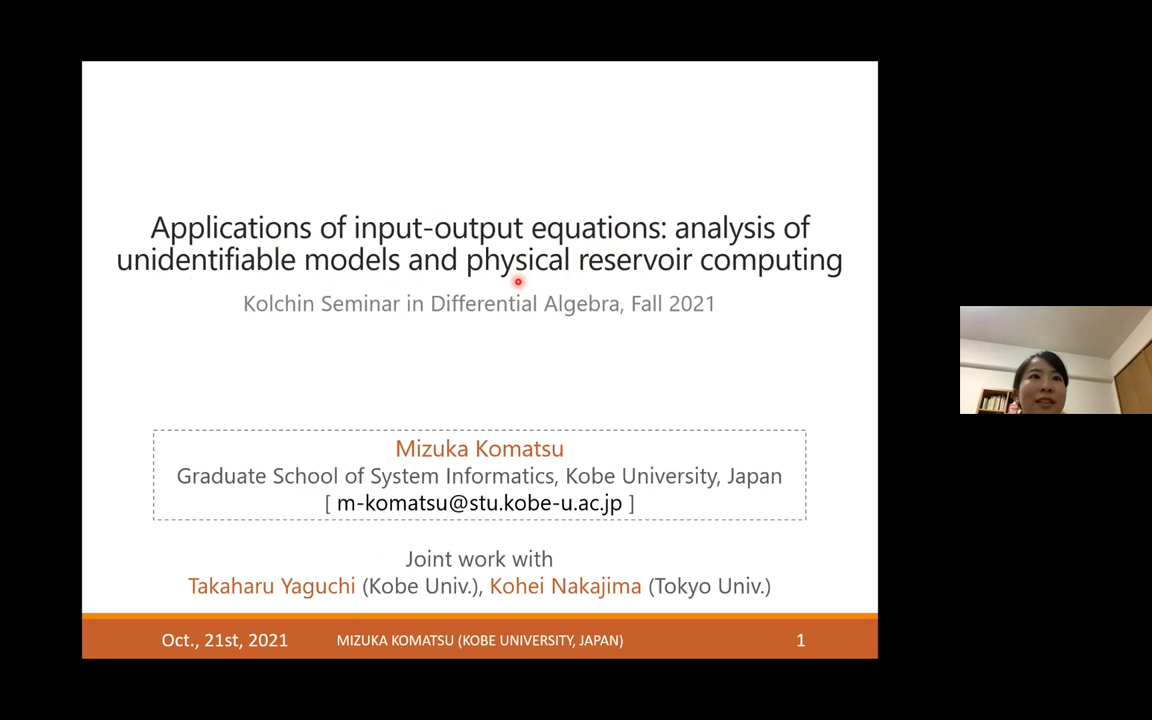 Applications of input-output equations: analysis of
unidentifiable models and physical reservoir computing
Kolchin Seminar in Differential Algebra, Fall 2021
Mizuka Komatsu
Graduate School of System Informatics, Kobe University, Japan
[ m-komatsu@stu.kobe-u.ac.jp ]
Joint work with
Takaharu Yaguchi (Kobe Univ.), Kohei Nakajima (Tokyo Univ.)
Oct., 21st, 2021 MIZUKA KOMATSU (KOBE UNIVERSITY, JAPAN) 1